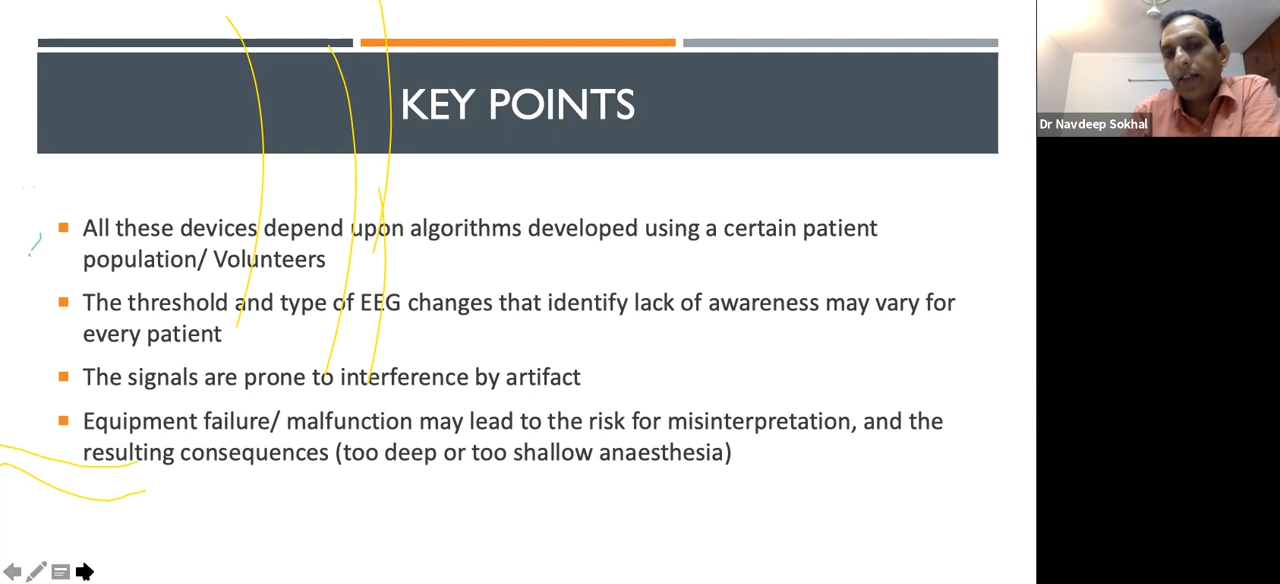 KEY POINTS
Dr Navdeep Sokhal
All these devices depend upon algorithms developed using a certain patient
population/ Volunteers
The threshold and type of EEG changes that identify lack of awareness may vary for
every patient
The signals are prone to interference by artifact
Equipment failure/ malfunction may lead to the risk for misinterpretation, and the
resulting consequences (too deep or too shallow anaesthesia)